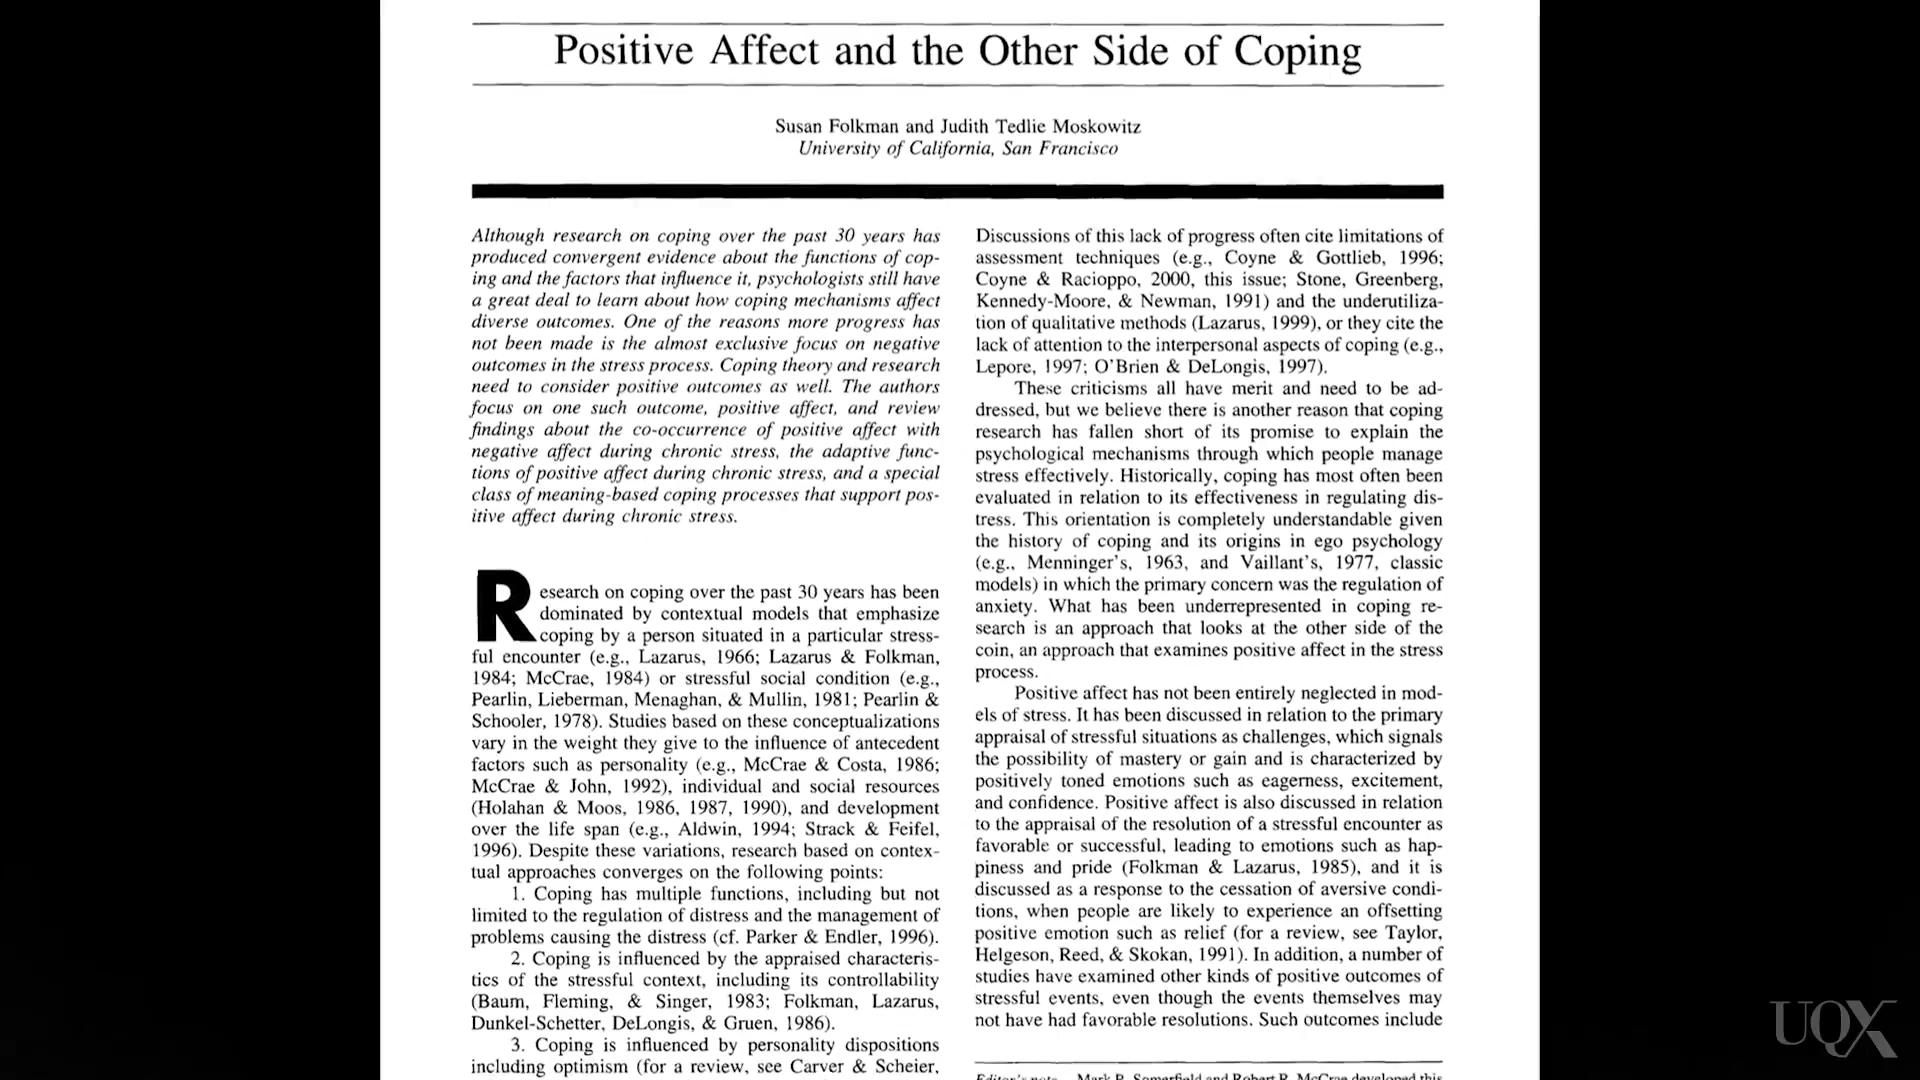 Positive Affect and the Other Side of Coping
Susan Folkman and Judith Tedlie Moskowitz
University of California, San Francisco
Although research on coping over the past 30 years has
produced convergent evidence about the functions of cop-
ing and the factors that influence it, psychologists still have
a great deal to learn about how coping mechanisms affect
diverse outcomes. One of the reasons more progress has
not been made is the almost exclusive focus on negative
outcomes in the stress process. Coping theory and research
need to consider positive outcomes as well. The authors
focus on one such outcome, positive affect, and review
findings about the co-occurrence of positive affect with
negative affect during chronic stress, the adaptive func-
tions of positive affect during chronic stress, and a special
class of meaning-based coping processes that support pos-
itive affect during chronic stress.
Research on coping over the past 30 years has been
dominated by contextual models that emphasize
coping by a person situated in a particular stress-
ful encounter (e.g., Lazarus, 1966; Lazarus & Folkman,
1984; McCrae, 1984) or stressful social condition (e.g.,
Pearlin, Lieberman, Menaghan, & Mullin, 1981; Pearlin &
Schooler, 1978). Studies based on these conceptualizations
vary in the weight they give to the influence of antecedent
factors such as personality (e.g., McCrae & Costa, 1986;
McCrae & John, 1992), individual and social resources
(Holahan & Moos, 1986, 1987, 1990), and development
over the life span (e.g., Aldwin, 1994; Strack & Feifel,
1996). Despite these variations, research based on contex-
tual approaches converges on the following points:
1. Coping has multiple functions, including but not
limited to the regulation of distress and the management of
problems causing the distress (cf. Parker & Endler, 1996).
2. Coping is influenced by the appraised characteris-
tics of the stressful context, including its controllability
(Baum, Fleming, & Singer, 1983; Folkman, Lazarus,
Dunkel-Schetter, DeLongis, & Gruen, 1986).
3. Coping is influenced by personality dispositions
including optimism (for a review, see Carver & Scheier,
Discussions of this lack of progress often cite limitations of
assessment techniques (e.g., Coyne & Gottlieb, 1996;
Coyne & Racioppo, 2000, this issue; Stone, Greenberg,
Kennedy-Moore, & Newman, 1991) and the underutiliza-
tion of qualitative methods (Lazarus, 1999), or they cite the
lack of attention to the interpersonal aspects of coping (e.g.,
Lepore, 1997; O'Brien & DeLongis, 1997).
These criticisms all have merit and need to be ad-
dressed, but we believe there is another reason that coping
research has fallen short of its promise to explain the
psychological mechanisms through which people manage
stress effectively. Historically, coping has most often been
evaluated in relation to its effectiveness in regulating dis-
tress. This orientation is completely understandable given
the history of coping and its origins in ego psychology
(e.g., Menninger's, 1963, and Vaillant's, 1977, classic
models) in which the primary concern was the regulation of
anxiety. What has been underrepresented in coping re-
search is an approach that looks at the other side of the
coin, an approach that examines positive affect in the stress
process.
Positive affect has not been entirely neglected in mod-
els of stress. It has been discussed in relation to the primary
appraisal of stressful situations as challenges, which signals
the possibility of mastery or gain and is characterized by
positively toned emotions such as eagerness, excitement,
and confidence. Positive affect is also discussed in relation
to the appraisal of the resolution of a stressful encounter as
favorable or successful, leading to emotions such as hap-
piness and pride (Folkman & Lazarus, 1985), and it is
discussed as a response to the cessation of aversive condi-
tions, when people are likely to experience an offsetting
positive emotion such as relief (for a review, see Taylor,
Helgeson, Reed, & Skokan, 1991). In addition, a number of
studies have examined other kinds of positive outcomes of
stressful events, even though the events themselves may
not have had favorable resolutions. Such outcomes include
Editor's note. Mark R. Somerfield and Robert R. McCrae developed this
UQX